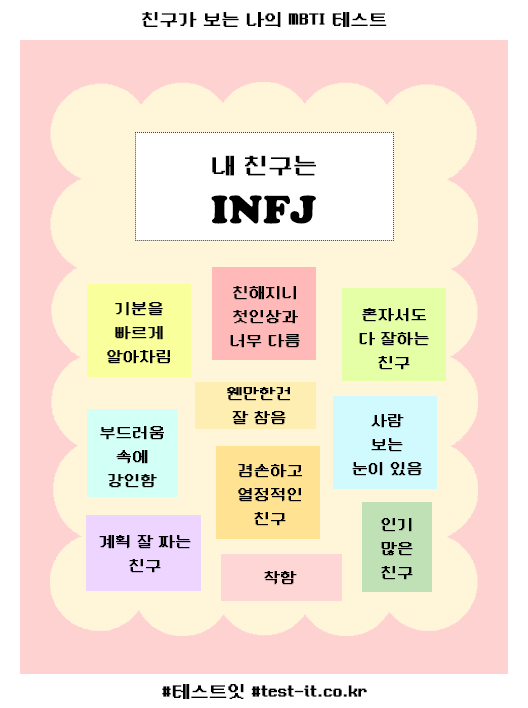 친구가 보는 나의 MBTI 테스트
내 친구는
INFJ
기분을
빠르게
알아차림
친해지니
첫인상과
너무 다름
혼자서도
다 잘하는
친구
웬만한건
잘 참음
부드러움
속에
강인함
사람
보는
눈이 있음
겸손하고
열정적인
친구
계획 잘 짜는
친구
인기
많은
친구
착함
#테스트잇 #test-it.co.kr